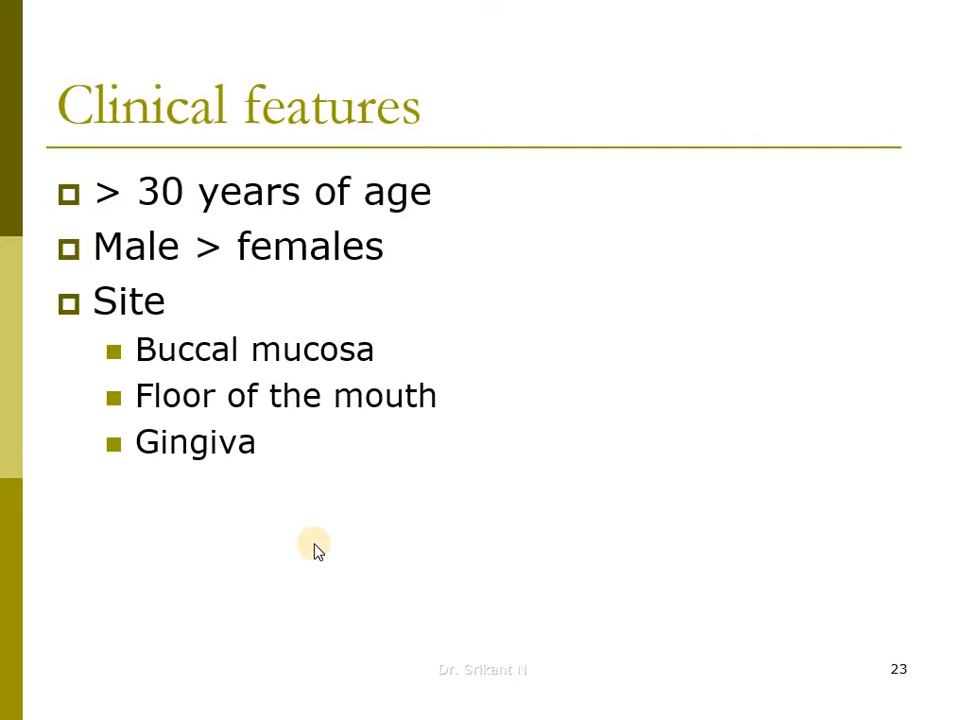 Clinical features
> 30 years of age
Male > females
Site
Buccal mucosa
Floor of the mouth
Gingiva
Dr. Srikant N
23